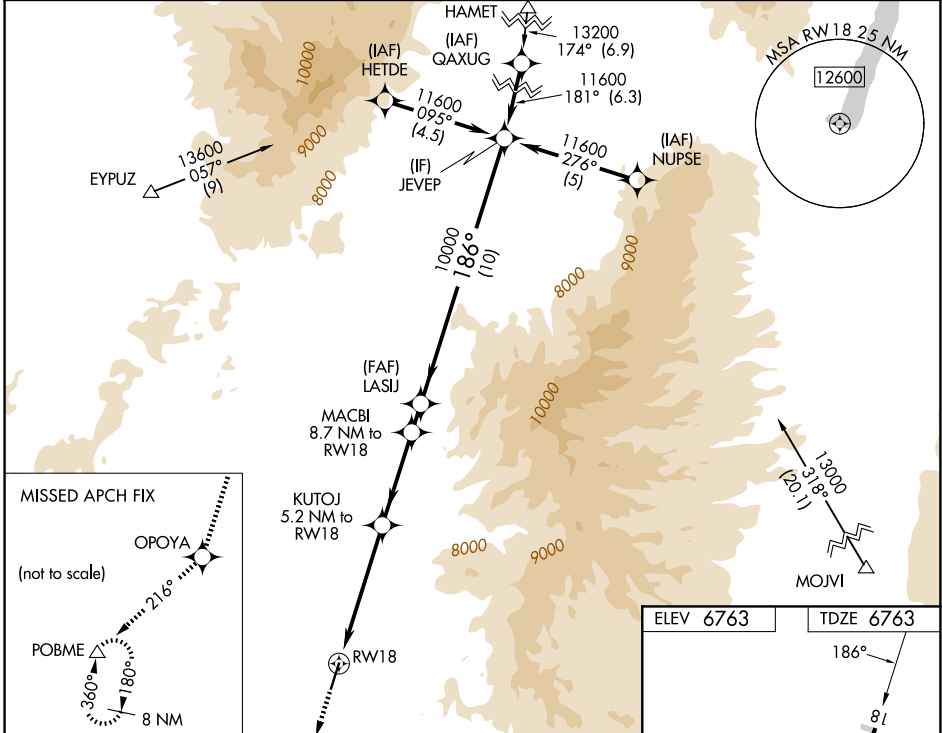 HAMET
13200
174° (6.9)
(IAF)
QAXUG
11600
181° (6.3)
(IAF)
HETDE
11600
095°
(4.5)
10000
9000
8000
13600
057°
(9)
EYPUZ
(IF)
JEVEP
11600
276°
(5)
(IAF)
NUPSE
MSA RW18 25 NM
12600
10000
186°
(10)
8000
9000
10000
(FAF)
LASIJ
MACBI
8.7 NM to
RW18
KUTOJ
5.2 NM to
RW18
8000
9000
13000
318°
(20.1)
MOJVI
RW18
MISSED APCH FIX
OPOYA
(not to scale)
216°
POBME
360°
180°
8 NM
ELEV 6763
TDZE 6763
186°
18